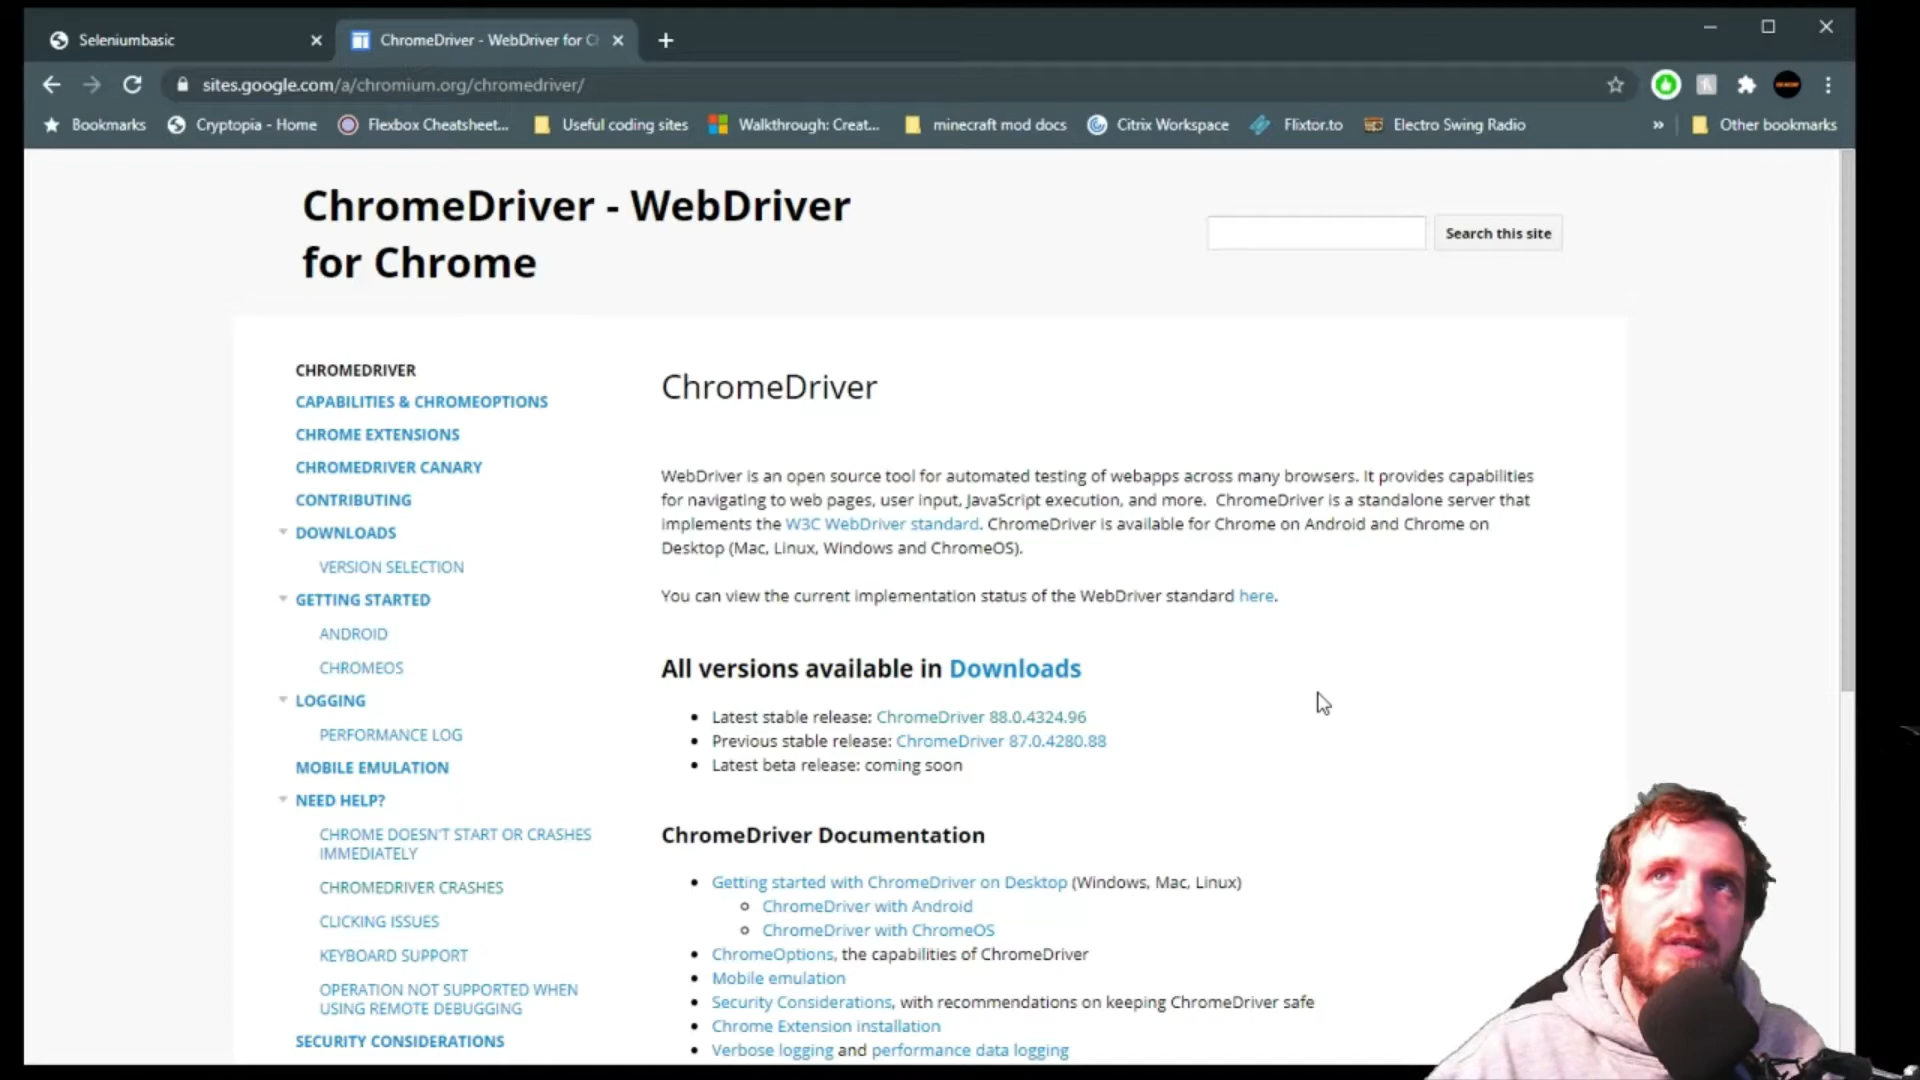 Seleniumbasic
ChromeDriver - WebDriver for C
sites.google.com/a/chromium.org/chromedriver/
Bookmarks Cryptopia - Home Flexbox Cheatsheet... Useful coding sites Walkthrough: Creat... minecraft mod docs Citrix Workspace Flixtor.to Electro Swing Radio » Other bookmarks
ChromeDriver - WebDriver
for Chrome
Search this site
CHROMEDRIVER
CAPABILITIES & CHROMEOPTIONS
CHROME EXTENSIONS
CHROMEDRIVER CANARY
CONTRIBUTING
DOWNLOADS
VERSION SELECTION
GETTING STARTED
ANDROID
CHROMEOS
LOGGING
PERFORMANCE LOG
MOBILE EMULATION
NEED HELP?
CHROME DOESN'T START OR CRASHES
IMMEDIATELY
CHROMEDRIVER CRASHES
CLICKING ISSUES
KEYBOARD SUPPORT
OPERATION NOT SUPPORTED WHEN
USING REMOTE DEBUGGING
SECURITY CONSIDERATIONS
ChromeDriver
WebDriver is an open source tool for automated testing of webapps across many browsers. It provides capabilities
for navigating to web pages, user input, JavaScript execution, and more. ChromeDriver is a standalone server that
implements the W3C WebDriver standard. ChromeDriver is available for Chrome on Android and Chrome on
Desktop (Mac, Linux, Windows and ChromeOS).
You can view the current implementation status of the WebDriver standard here.
All versions available in Downloads
Latest stable release: ChromeDriver 88.0.4324.96
Previous stable release: ChromeDriver 87.0.4280.88
Latest beta release: coming soon
ChromeDriver Documentation
Getting started with ChromeDriver on Desktop (Windows, Mac, Linux)
ChromeDriver with Android
ChromeDriver with ChromeOS
ChromeOptions, the capabilities of ChromeDriver
Mobile emulation
Security Considerations, with recommendations on keeping ChromeDriver safe
Chrome Extension installation
Verbose logging and performance data logging